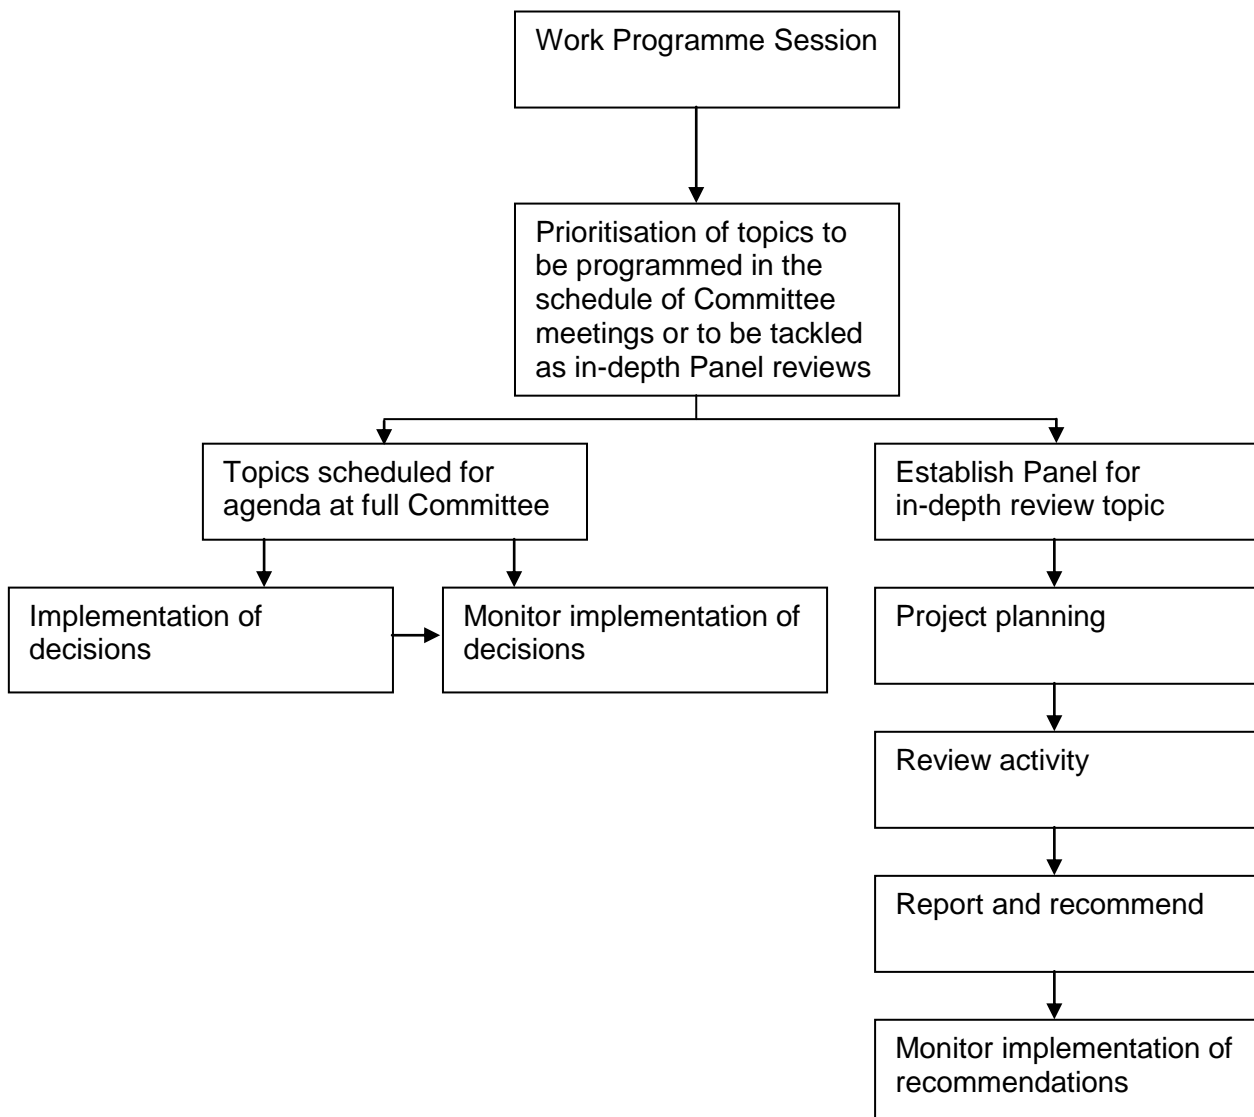 Work Programme Session
Prioritisation of topics to
be programmed in the
schedule of Committee
meetings or to be tackled
as in-depth Panel reviews
Topics scheduled for
agenda at full Committee
Establish Panel for
in-depth review topic
Implementation of
decisions
Monitor implementation of
decisions
Project planning
Review activity
Report and recommend
Monitor implementation of
recommendations